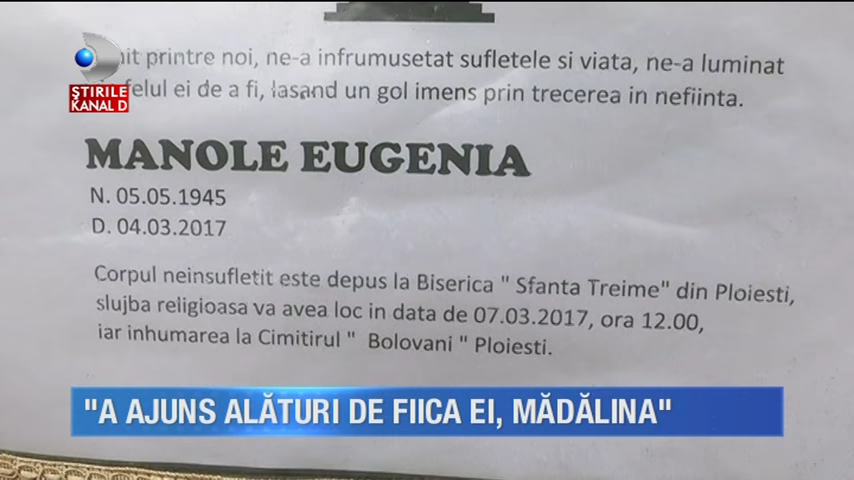 it printre noi, ne-a infrumusetat sufletele si viata, ne-a luminat
felul ei de a fi, lasand un gol imens prin trecerea in nefiinta.
ȘTIRILE
KANAL D
MANOLE EUGENIA
N. 05.05.1945
D. 04.03.2017
Corpul neinsufletit este depus la Biserica " Sfanta Treime" din Ploiesti,
slujba religioasa va avea loc in data de 07.03.2017, ora 12.00,
iar inhumarea la Cimitirul " Bolovani " Ploiesti.
"A AJUNS ALĂTURI DE FIICA EI, MĂDĂLINA"